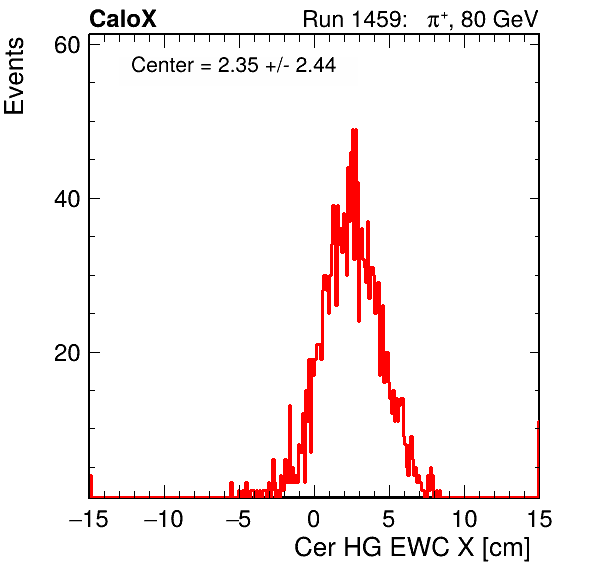 CaloX Run 1459: π⁺, 80 GeV
Events
Center = 2.35 +/- 2.44
60
40
20
−15 −10 −5 0 5 10 15
Cer HG EWC X [cm]